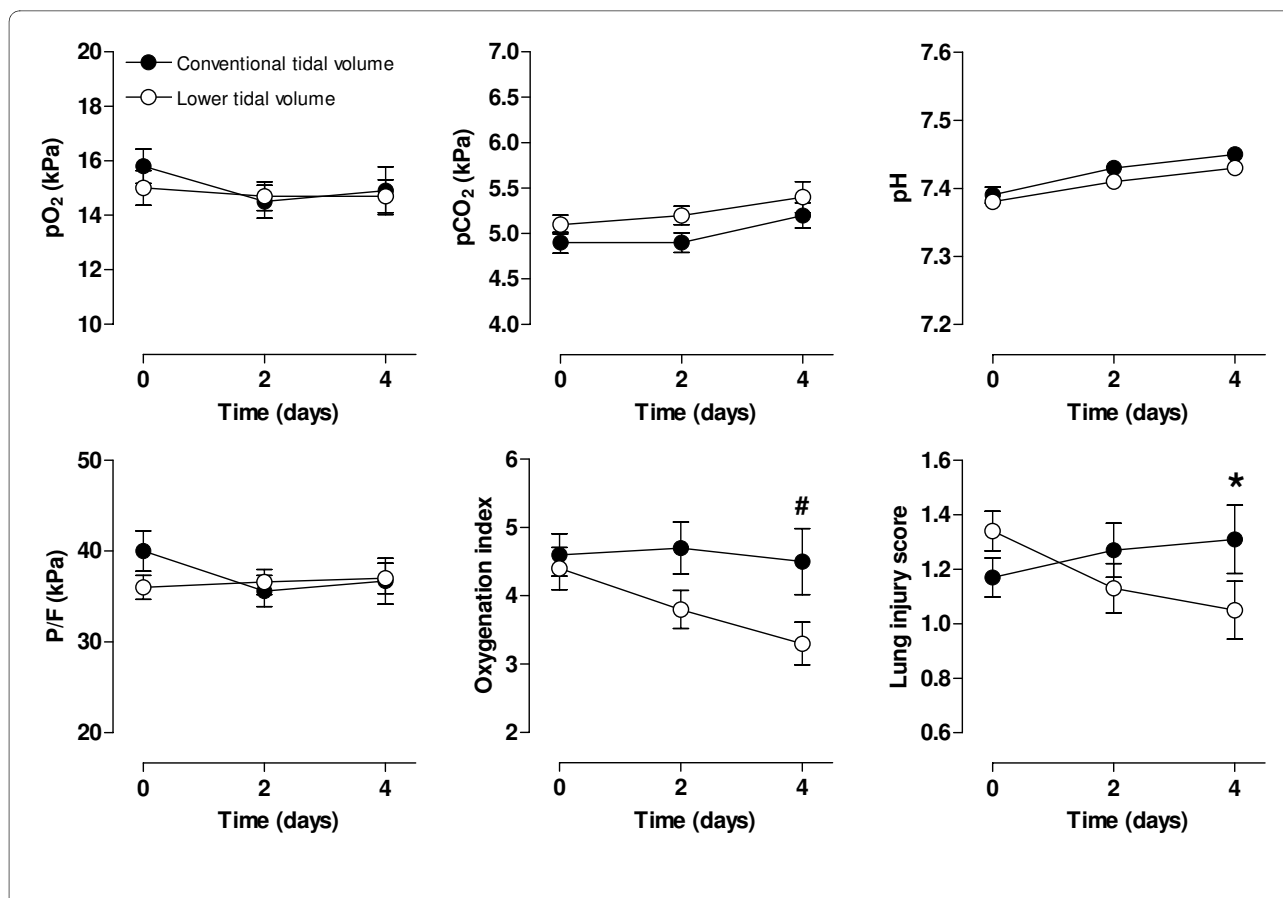 20
18
16
14
12
10
pO2 (kPa)
Conventional tidal volume
Lower tidal volume
0 2 4
Time (days)
7.0
6.5
6.0
5.5
5.0
4.5
4.0
pCO2 (kPa)
0 2 4
Time (days)
7.6
7.5
7.4
7.3
7.2
pH
0 2 4
Time (days)
50
40
30
20
P/F (kPa)
0 2 4
Time (days)
6
5
4
3
2
Oxygenation index
#
0 2 4
Time (days)
1.6
1.4
1.2
1.0
0.8
0.6
Lung injury score
*
0 2 4
Time (days)